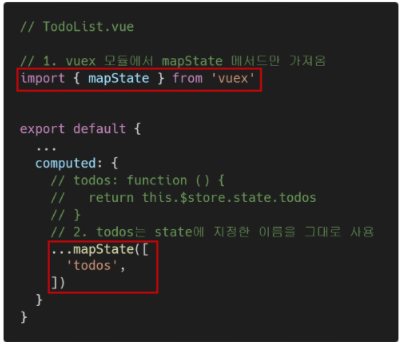 // TodoList.vue
// 1. vuex 모듈에서 mapState 메서드만 가져옴
import { mapState } from 'vuex'
export default {
...
computed: {
// todos: function () {
//   return this.$store.state.todos
// }
// 2. todos는 state에 지정한 이름을 그대로 사용
...mapState([
'todos',
])
}
}